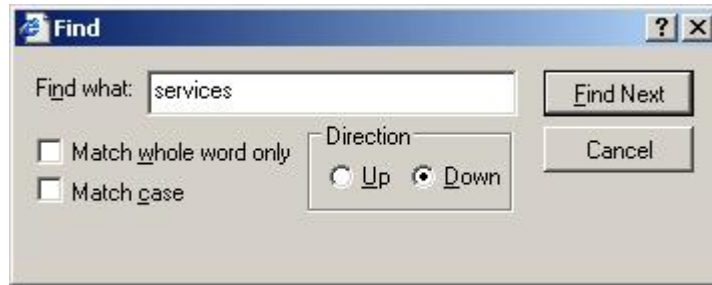 Find
Find what: services
Find Next
Match whole word only
Match case
Direction
Up Down
Cancel